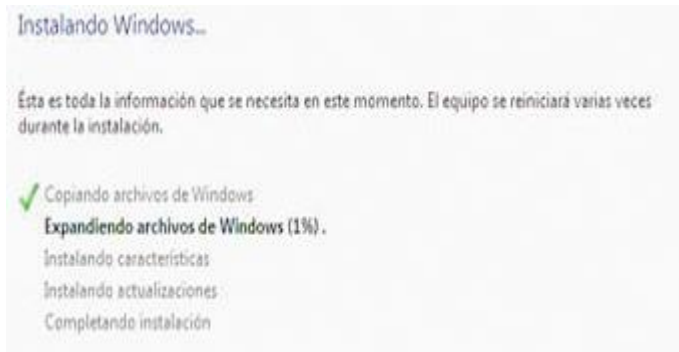 Instalando Windows...
Ésta es toda la información que se necesita en este momento. El equipo se reiniciará varias veces
durante la instalación.
Copiando archivos de Windows
Expandiendo archivos de Windows (1%) .
Instalando características
Instalando actualizaciones
Completando instalación